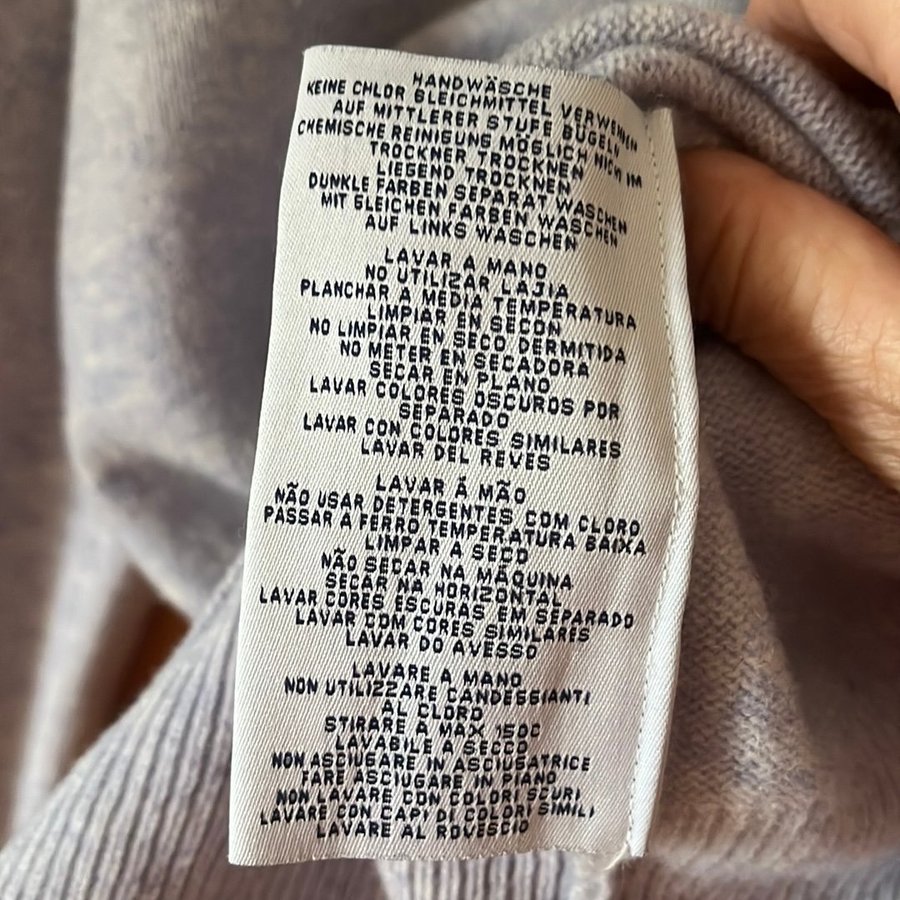 HANDWÄSCHE
KEINE CHLOR BLEICHMITTEL VERWEHNEN
AUF MITTLERER STUFE BÜGELN
CHEMISCHE REINIGUNG MÖGLICH NICH IM
TROCKNER TROCKNEN
LIEGEND TROCKNEN
DUNKLE FARBEN SEPARAT WASCHEN
MIT GLEICHEN FARBEN WASCHEN
AUF LINKS WASCHEN
LAVAR A MANO
NO UTILIZAR LAJIA
PLANCHAR A MEDIA TEMPERATURA
LIMPIAR EN SECON
NO LIMPIAR EN SECO DERMITIDA
NO METER EN SECADORA
SECAR EN PLANO
LAVAR COLORES OSCUROS POR
SEPARADO
LAVAR CON COLORES SIMILARES
LAVAR DEL REVES
LAVAR Á MÃO
NÃO USAR DETERGENTES COM CLORO
PASSAR A FERRO TEMPERATURA BAIXA
LIMPAR A SECO
NÃO SECAR NA MÁQUINA
SECAR NA HORIZONTAL
LAVAR CORES ESCURAS EM SEPARADO
LAVAR COM CORES SIMILARES
LAVAR DO AVESSO
LAVARE A MANO
NON UTILIZZARE CANDEGGIANTI
AL CLORO
STIRARE A MAX 150C
LAVABILE A SECCO
NON ASCIUGARE IN ASCIUGATRICE
FARE ASCIUGARE IN PIANO
NON LAVARE CON COLORI SCURI
LAVARE CON CAPI DI COLORI SIMILI
LAVARE AL ROVESCIO